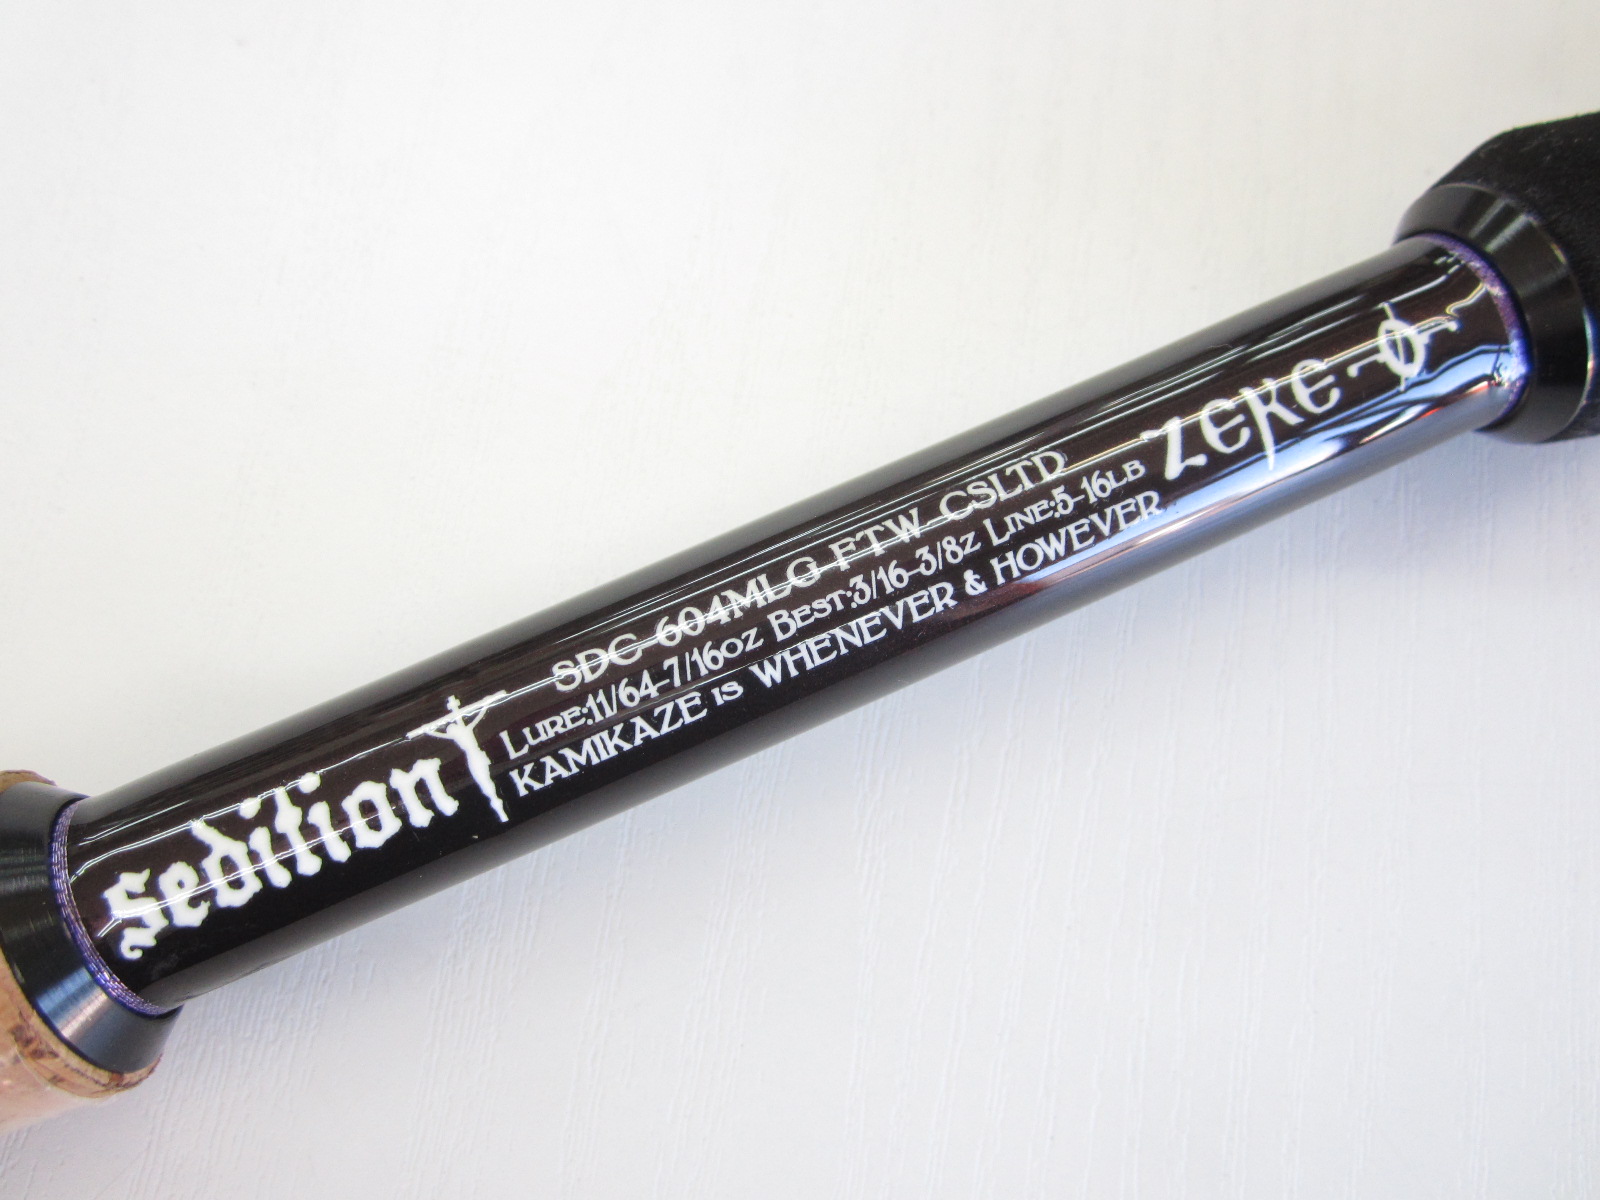 sedition
SDC-604MLG FTW CSLTD
LURE:11/64-7/16OZ BEST:3/16-3/8Z LINE:5-16LB
KAMIKAZE IS WHENEVER & HOWEVER
ZEKE-0